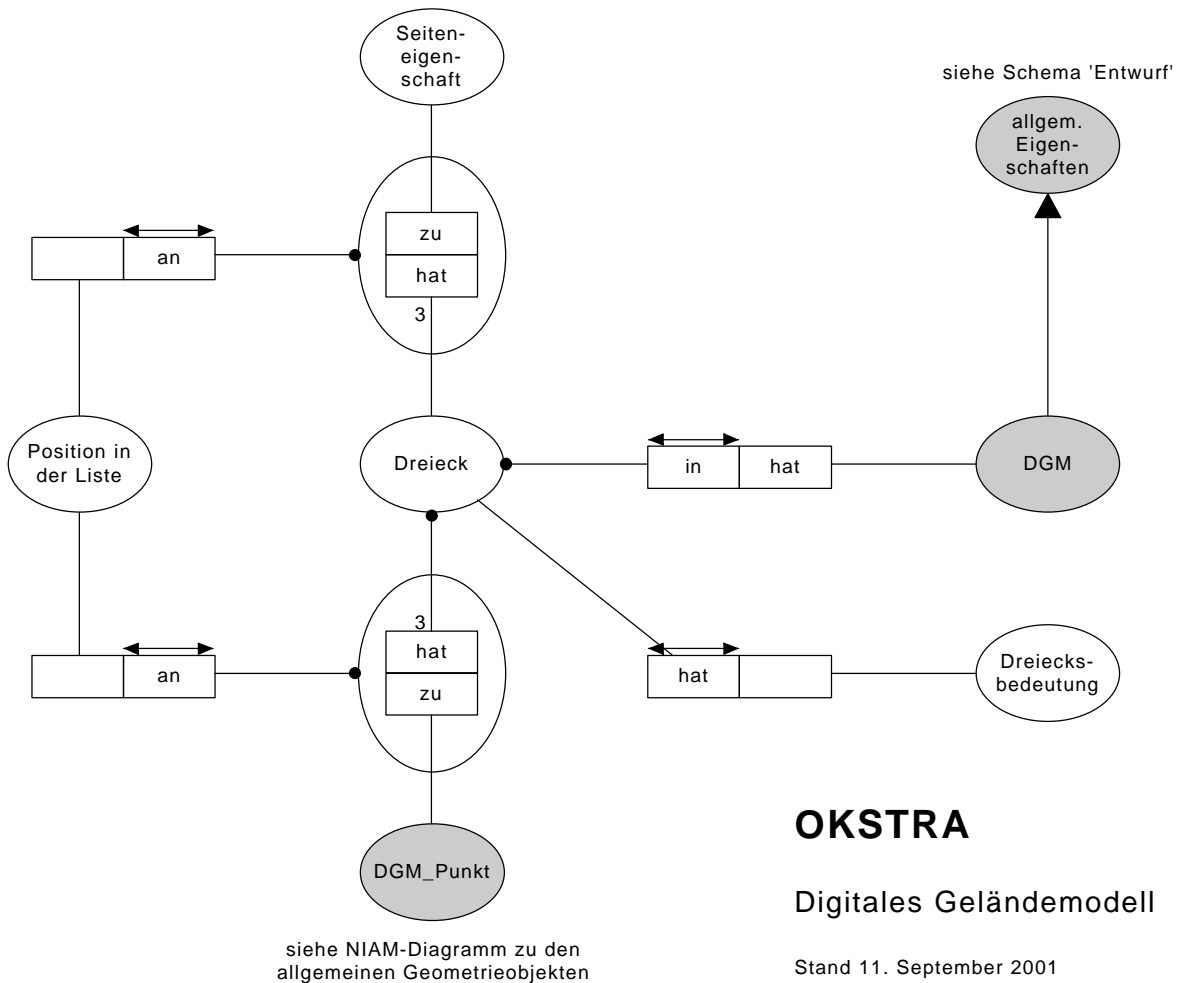 Seiten-
eigen-
schaft
siehe Schema 'Entwurf'
allgem.
Eigen-
schaften
zu
an
hat
3
Position in
der Liste
Dreieck
in
hat
DGM
3
hat
an
zu
hat
Dreiecks-
bedeutung
OKSTRA
DGM_Punkt
Digitales Geländemodell
siehe NIAM-Diagramm zu den
allgemeinen Geometrieobjekten
Stand 11. September 2001